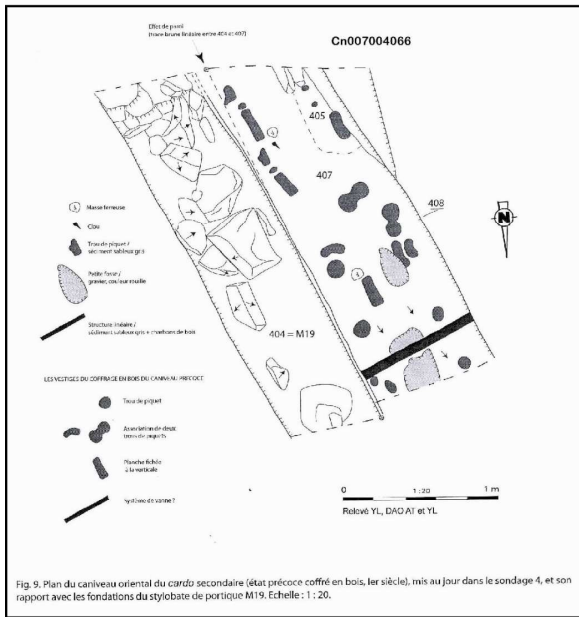 Effet de paroi
(trace brune linéaire entre 404 et 407)
Cn007004066
405
407
408
N
404 = M19
Masse ferreuse
Clou
Trou de piquet /
sédiment sableux gris
Petite fosse /
gravier, couleur rouille
Structure linéaire /
sédiment sableux gris + charbons de bois
LES VESTIGES DU COFFRAGE EN BOIS DU CANIVEAU PRÉCOCE
Trou de piquet
Association de deux
trous de piquets
Planche fichée
à la verticale
Système de vanne ?
0
1:20
1 m
Relevé YL, DAO AT et YL
Fig. 9. Plan du caniveau oriental du cardo secondaire (état précoce coffré en bois, Ier siècle), mis au jour dans le sondage 4, et son
rapport avec les fondations du stylobate de portique M19. Echelle : 1 : 20.